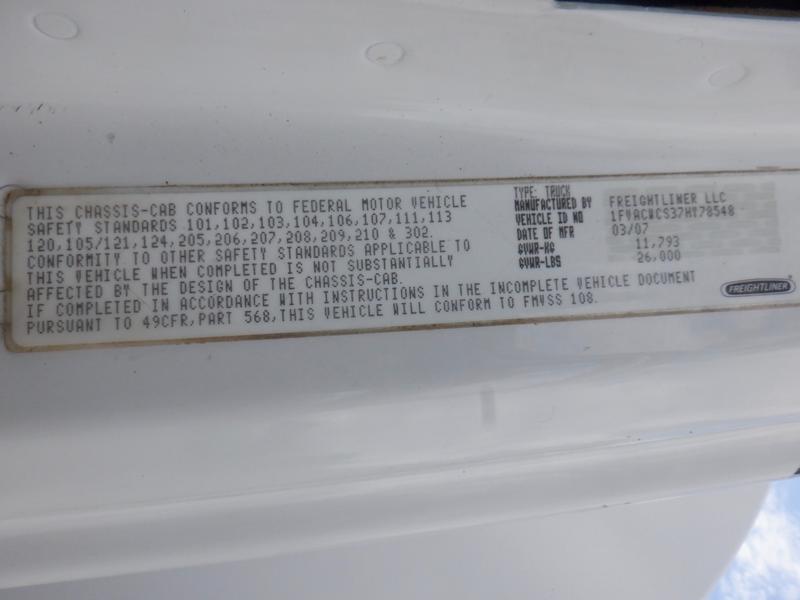 THIS CHASSIS-CAB CONFORMS TO FEDERAL MOTOR VEHICLE
SAFETY STANDARDS 101,102,103,104,106,107,111,113
120,105/121,124,205,206,207,208,209,210 & 302.
CONFORMITY TO OTHER SAFETY STANDARDS APPLICABLE TO
THIS VEHICLE WHEN COMPLETED IS NOT SUBSTANTIALLY
AFFECTED BY THE DESIGN OF THE CHASSIS-CAB.
IF COMPLETED IN ACCORDANCE WITH INSTRUCTIONS IN THE INCOMPLETE VEHICLE DOCUMENT
PURSUANT TO 49CFR,PART 568,THIS VEHICLE WILL CONFORM TO FMVSS 108.
TYPE: TRUCK
MANUFACTURED BY FREIGHTLINER LLC
VEHICLE ID NO 1FVACWCS37HY78548
DATE OF MFR 03/07
GVWR-KG 11,793
GVWR-LBS 26,000
FREIGHTLINER